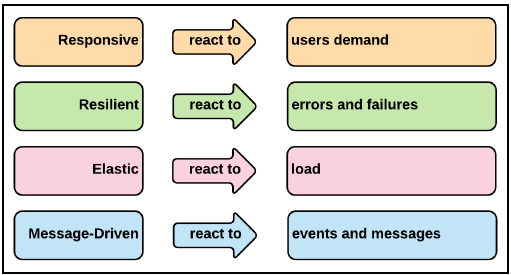 Responsive react to users demand
Resilient react to errors and failures
Elastic react to load
Message-Driven react to events and messages